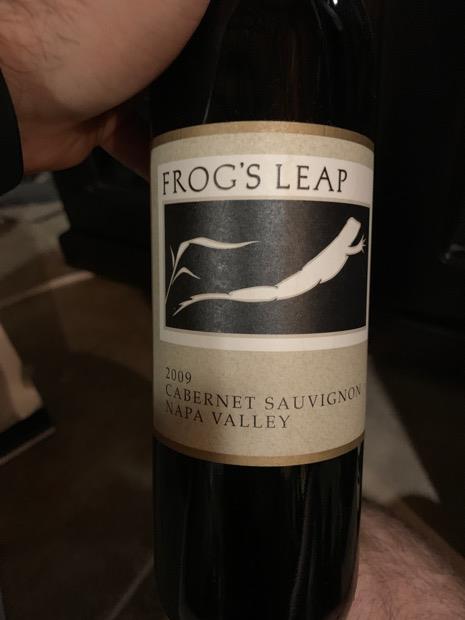 FROG'S LEAP
2009
CABERNET SAUVIGNON
NAPA VALLEY